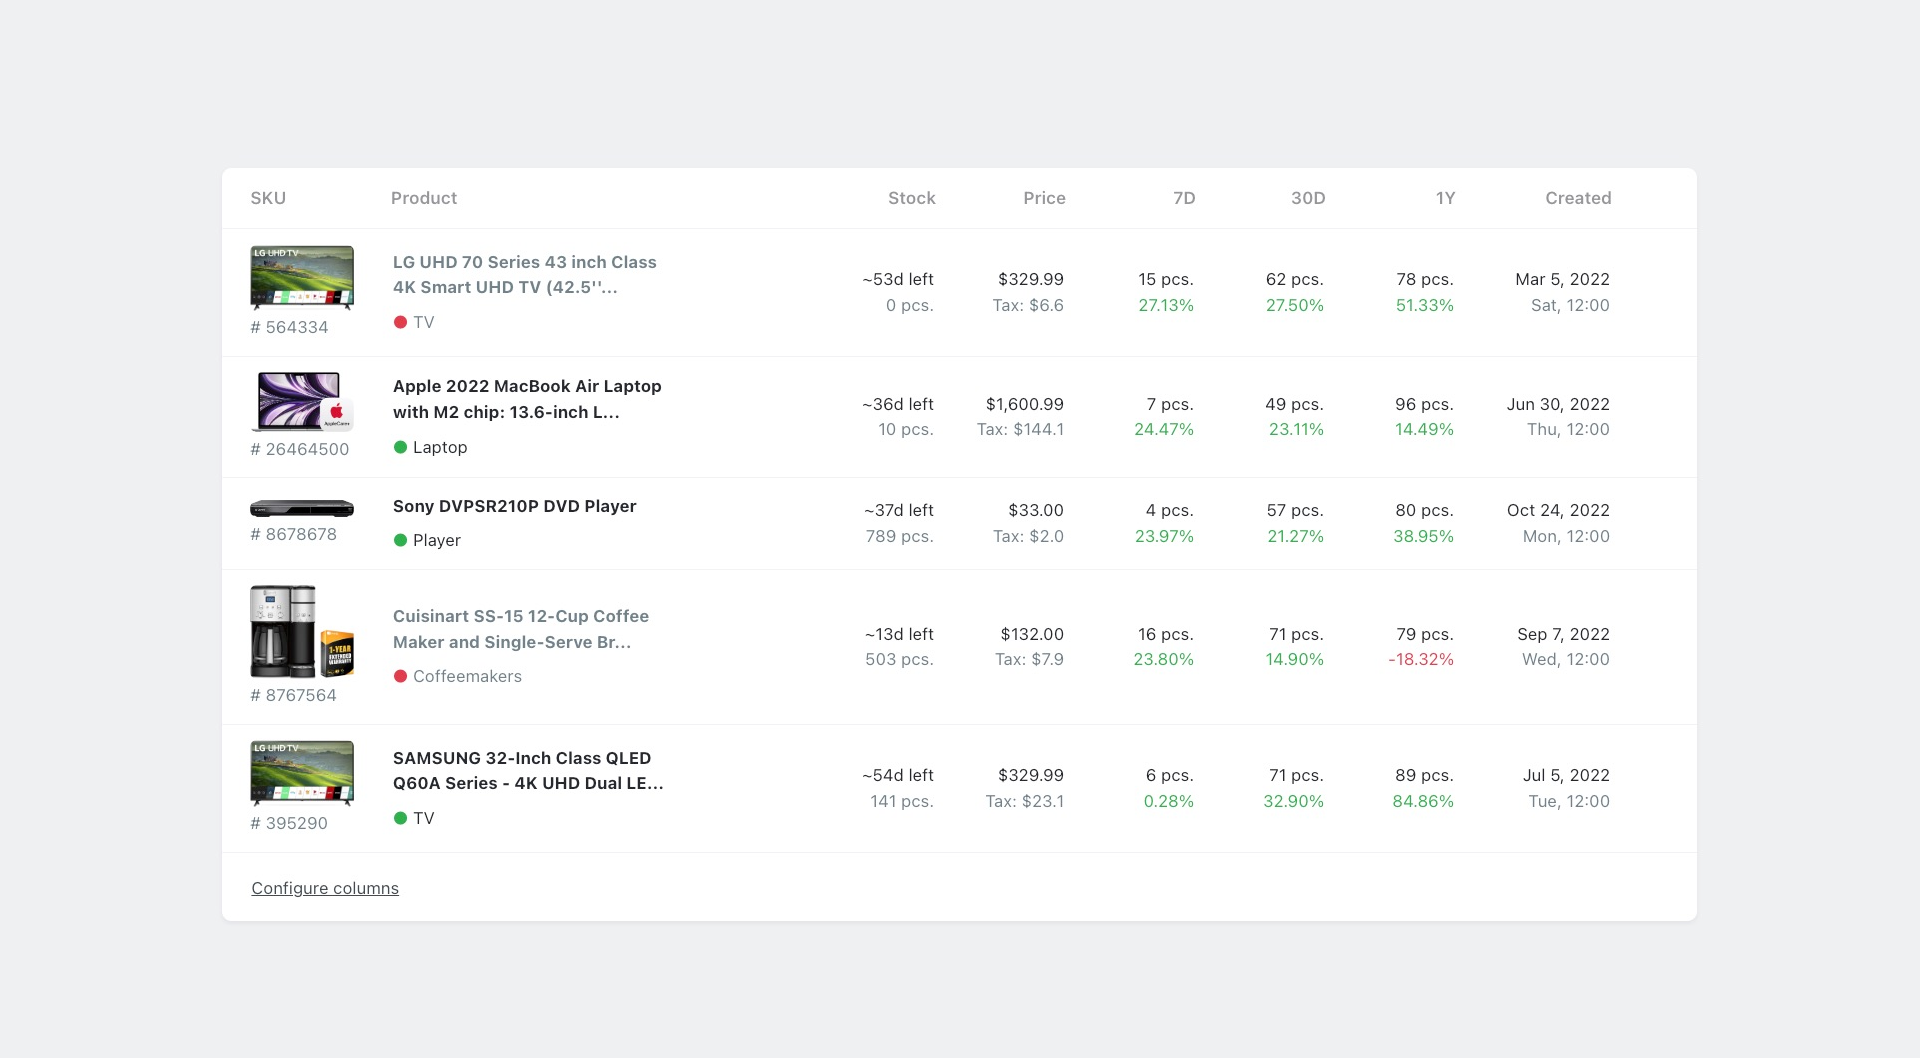 SKU Product Stock Price 7D 30D 1Y Created
LG UHD TV
# 564334
LG UHD 70 Series 43 inch Class
4K Smart UHD TV (42.5''...
TV
~53d left $329.99 15 pcs. 62 pcs. 78 pcs. Mar 5, 2022
0 pcs. Tax: $6.6 27.13% 27.50% 51.33% Sat, 12:00
AppleCare+
# 26464500
Apple 2022 MacBook Air Laptop
with M2 chip: 13.6-inch L...
Laptop
~36d left $1,600.99 7 pcs. 49 pcs. 96 pcs. Jun 30, 2022
10 pcs. Tax: $144.1 24.47% 23.11% 14.49% Thu, 12:00
# 8678678
Sony DVPSR210P DVD Player
Player
~37d left $33.00 4 pcs. 57 pcs. 80 pcs. Oct 24, 2022
789 pcs. Tax: $2.0 23.97% 21.27% 38.95% Mon, 12:00
1-YEAR
EXTENDED
WARRANTY
# 8767564
Cuisinart SS-15 12-Cup Coffee
Maker and Single-Serve Br...
Coffeemakers
~13d left $132.00 16 pcs. 71 pcs. 79 pcs. Sep 7, 2022
503 pcs. Tax: $7.9 23.80% 14.90% -18.32% Wed, 12:00
LG UHD TV
# 395290
SAMSUNG 32-Inch Class QLED
Q60A Series - 4K UHD Dual LE...
TV
~54d left $329.99 6 pcs. 71 pcs. 89 pcs. Jul 5, 2022
141 pcs. Tax: $23.1 0.28% 32.90% 84.86% Tue, 12:00
Configure columns